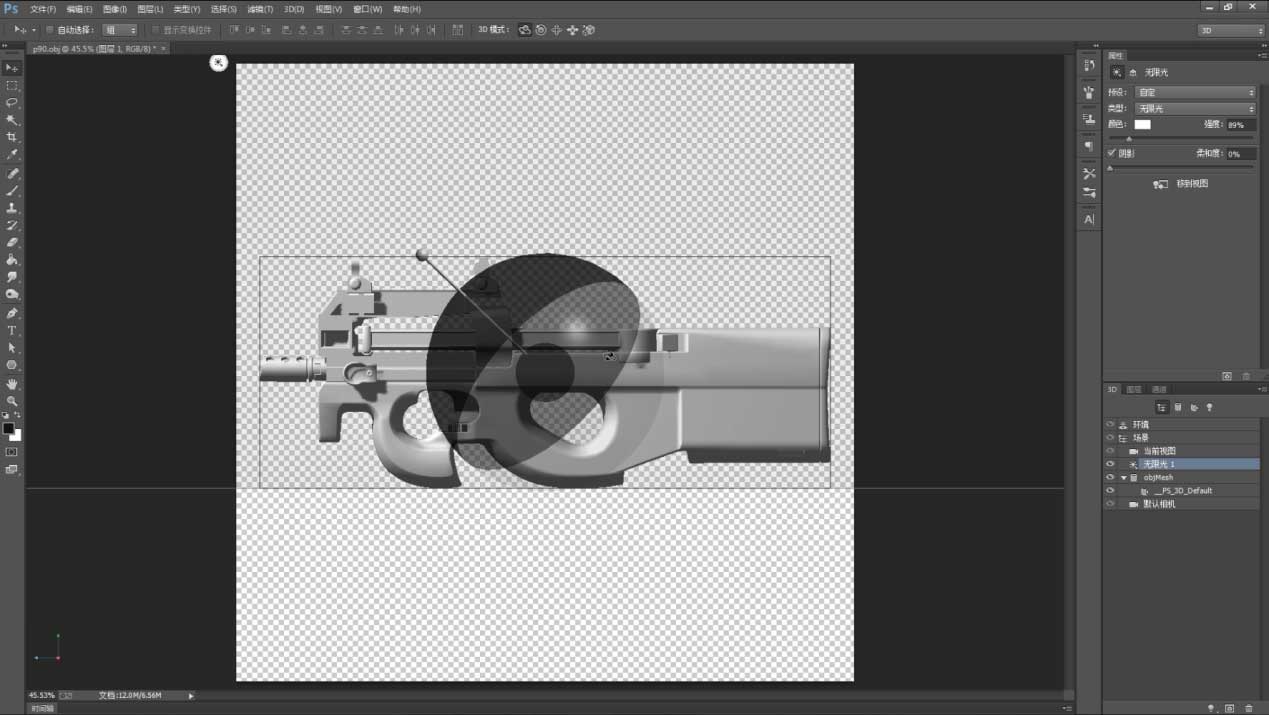 Ps 文件(F) 编辑(E) 图像(I) 图层(L) 类型(Y) 选择(S) 滤镜(T) 3D(D) 视图(V) 窗口(W) 帮助(H)
自动选择: 组 显示变换控件 3D 模式: 3D
p90.obj @ 45.5% (图层 1, RGB/8) * ×
属性
无限光
预设: 自定
类型: 无限光
颜色: 强度: 89%
阴影 柔和度: 0%
移到视图
3D 图层 通道
环境
场景
当前视图
无限光 1
objMesh
__PS_3D_Default
默认相机
45.53% 文档:12.0M/6.56M
时间轴